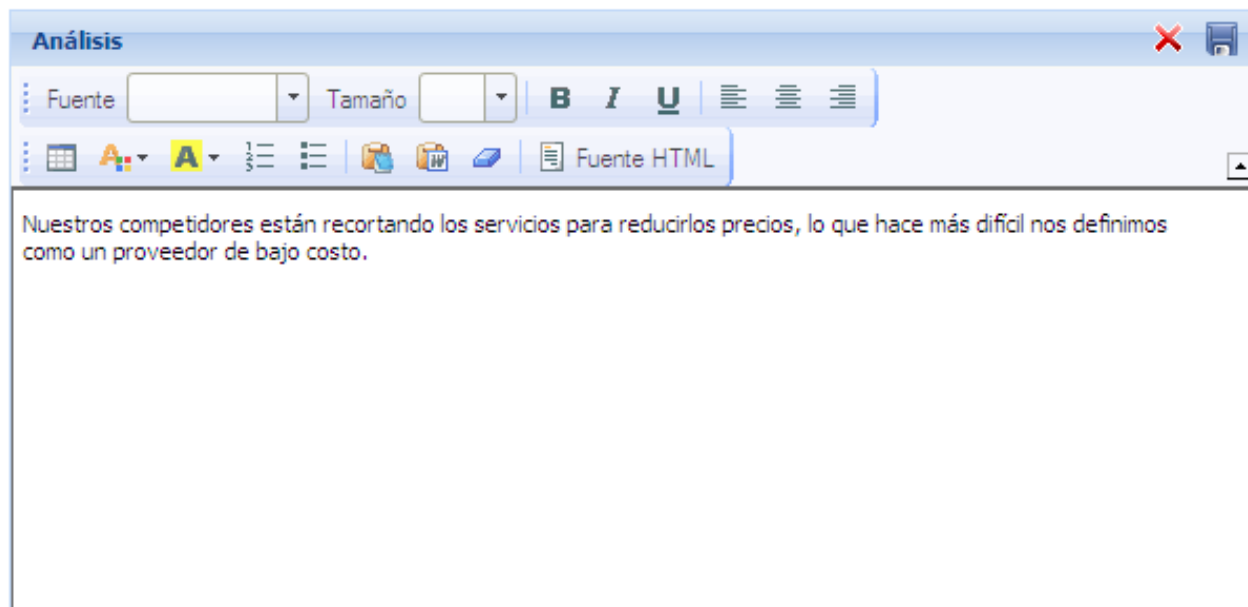 Análisis
Fuente Tamaño B I U
A A Fuente HTML
Nuestros competidores están recortando los servicios para reducirlos precios, lo que hace más difícil nos definimos
como un proveedor de bajo costo.